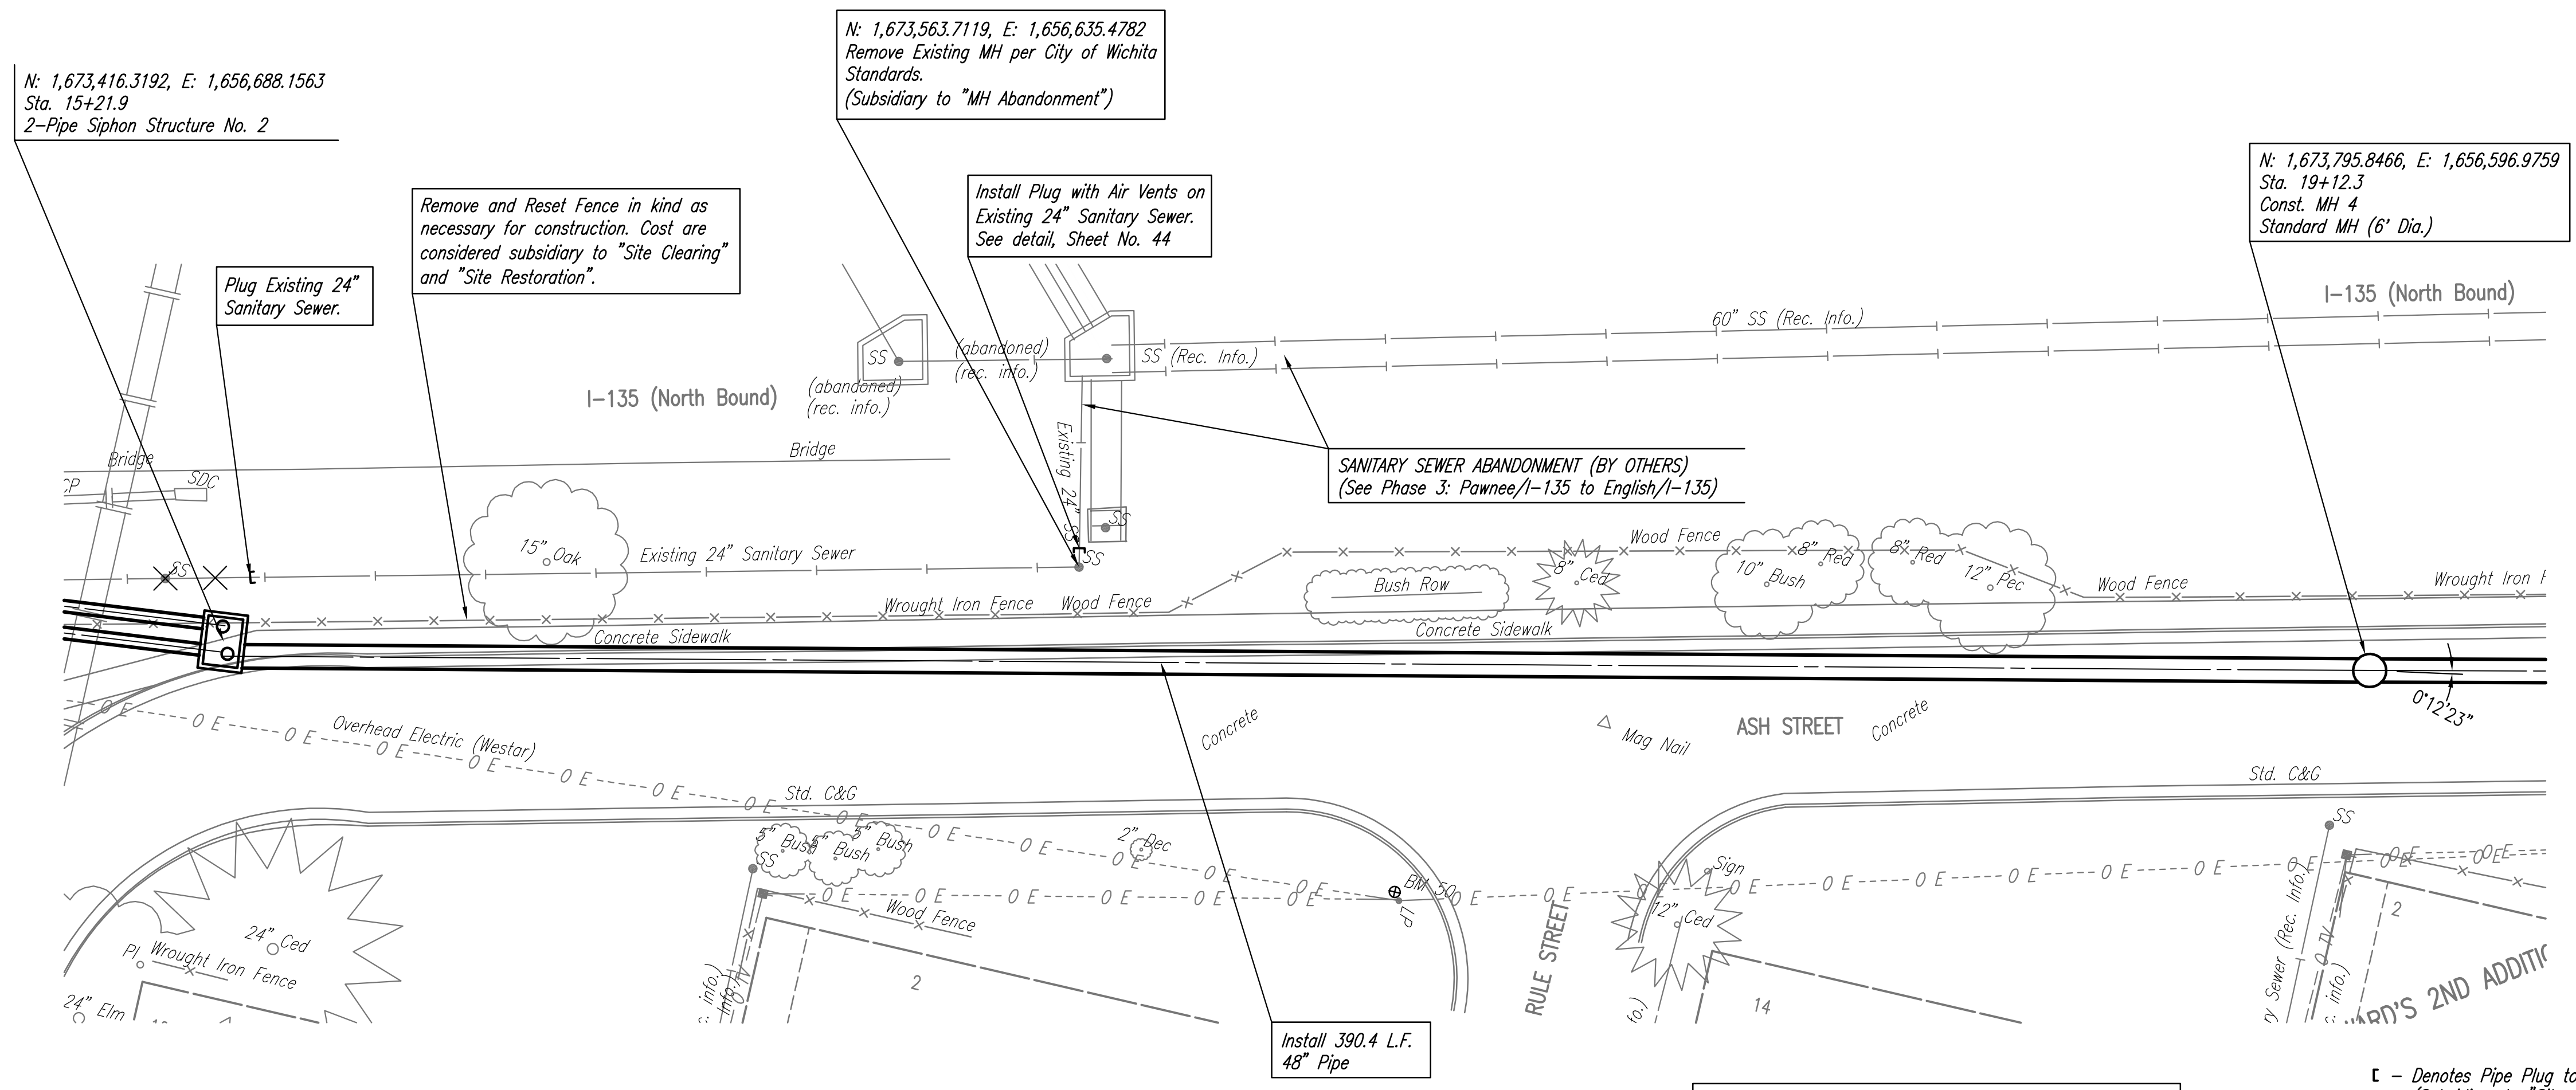 N: 1,673,416.3192, E: 1,656,688.1563
Sta. 15+21.9
2-Pipe Siphon Structure No. 2
N: 1,673,563.7119, E: 1,656,635.4782
Remove Existing MH per City of Wichita
Standards.
(Subsidiary to "MH Abandonment")
N: 1,673,795.8466, E: 1,656,596.9759
Sta. 19+12.3
Const. MH 4
Standard MH (6' Dia.)
Remove and Reset Fence in kind as
necessary for construction. Cost are
considered subsidiary to "Site Clearing"
and "Site Restoration".
Install Plug with Air Vents on
Existing 24" Sanitary Sewer.
See detail, Sheet No. 44
Plug Existing 24"
Sanitary Sewer.
I-135 (North Bound)
60" SS (Rec. Info.)
SS
(abandoned)
(rec. info.)
SS (Rec. Info.)
I-135 (North Bound)
(abandoned)
(rec. info.)
Existing 24" SS
Bridge
Bridge
SDC
SANITARY SEWER ABANDONMENT (BY OTHERS)
(See Phase 3: Pawnee/I-135 to English/I-135)
SS
15" Oak
Existing 24" Sanitary Sewer
SS
SS
Wood Fence
8" Ced
8" Red
10" Bush
8" Red
12" Pec
Bush Row
Wood Fence
Wrought Iron F
Wrought Iron Fence
Wood Fence
Concrete Sidewalk
Concrete Sidewalk
0°12'23"
Overhead Electric (Westar)
O E
Concrete
Mag Nail
ASH STREET
Concrete
Std. C&G
Std. C&G
5" Bush
5" Bush
5" Bush
SS
2" Dec
BM 50
LP
Sign
12" Ced
SS
24" Ced
PI
Wrought Iron Fence
24" Elm
Wood Fence
2
RULE STREET
14
2
ry Sewer (Rec. Info.)
O TV
WARD'S 2ND ADDITIO
Install 390.4 L.F.
48" Pipe
[ - Denotes Pipe Plug to